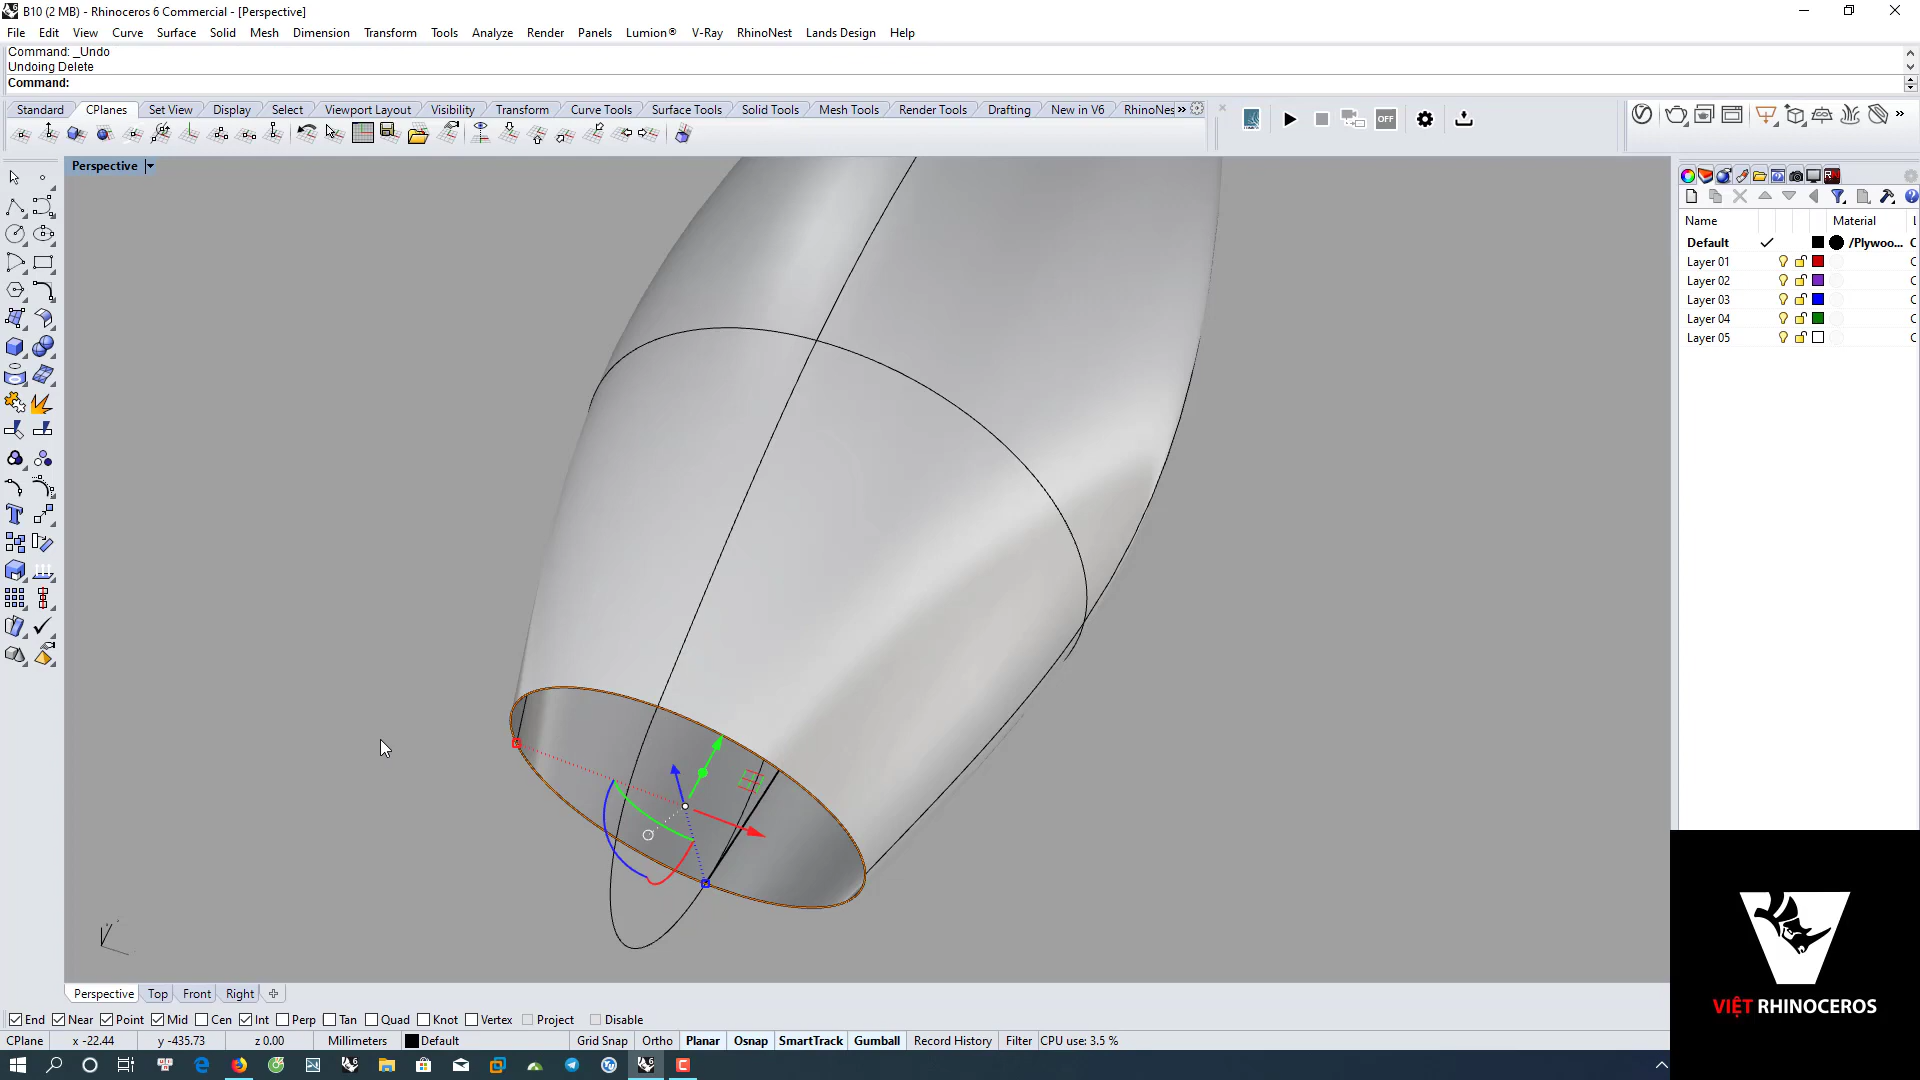 B10 (2 MB) - Rhinoceros 6 Commercial - [Perspective]
File Edit View Curve Surface Solid Mesh Dimension Transform Tools Analyze Render Panels Lumion® V-Ray RhinoNest Lands Design Help
Command: _Undo
Undoing Delete
Command:
Standard CPlanes Set View Display Select Viewport Layout Visibility Transform Curve Tools Surface Tools Solid Tools Mesh Tools Render Tools Drafting New in V6 RhinoNes »
OFF
Perspective
Name Material
Default /Plywoo... C
Layer 01 C
Layer 02 C
Layer 03 C
Layer 04 C
Layer 05 C
VIỆT RHINOCEROS
Perspective Top Front Right
End Near Point Mid Cen Int Perp Tan Quad Knot Vertex Project Disable
CPlane x -22.44 y -435.73 z 0.00 Millimeters Default Grid Snap Ortho Planar Osnap SmartTrack Gumball Record History Filter CPU use: 3.5 %